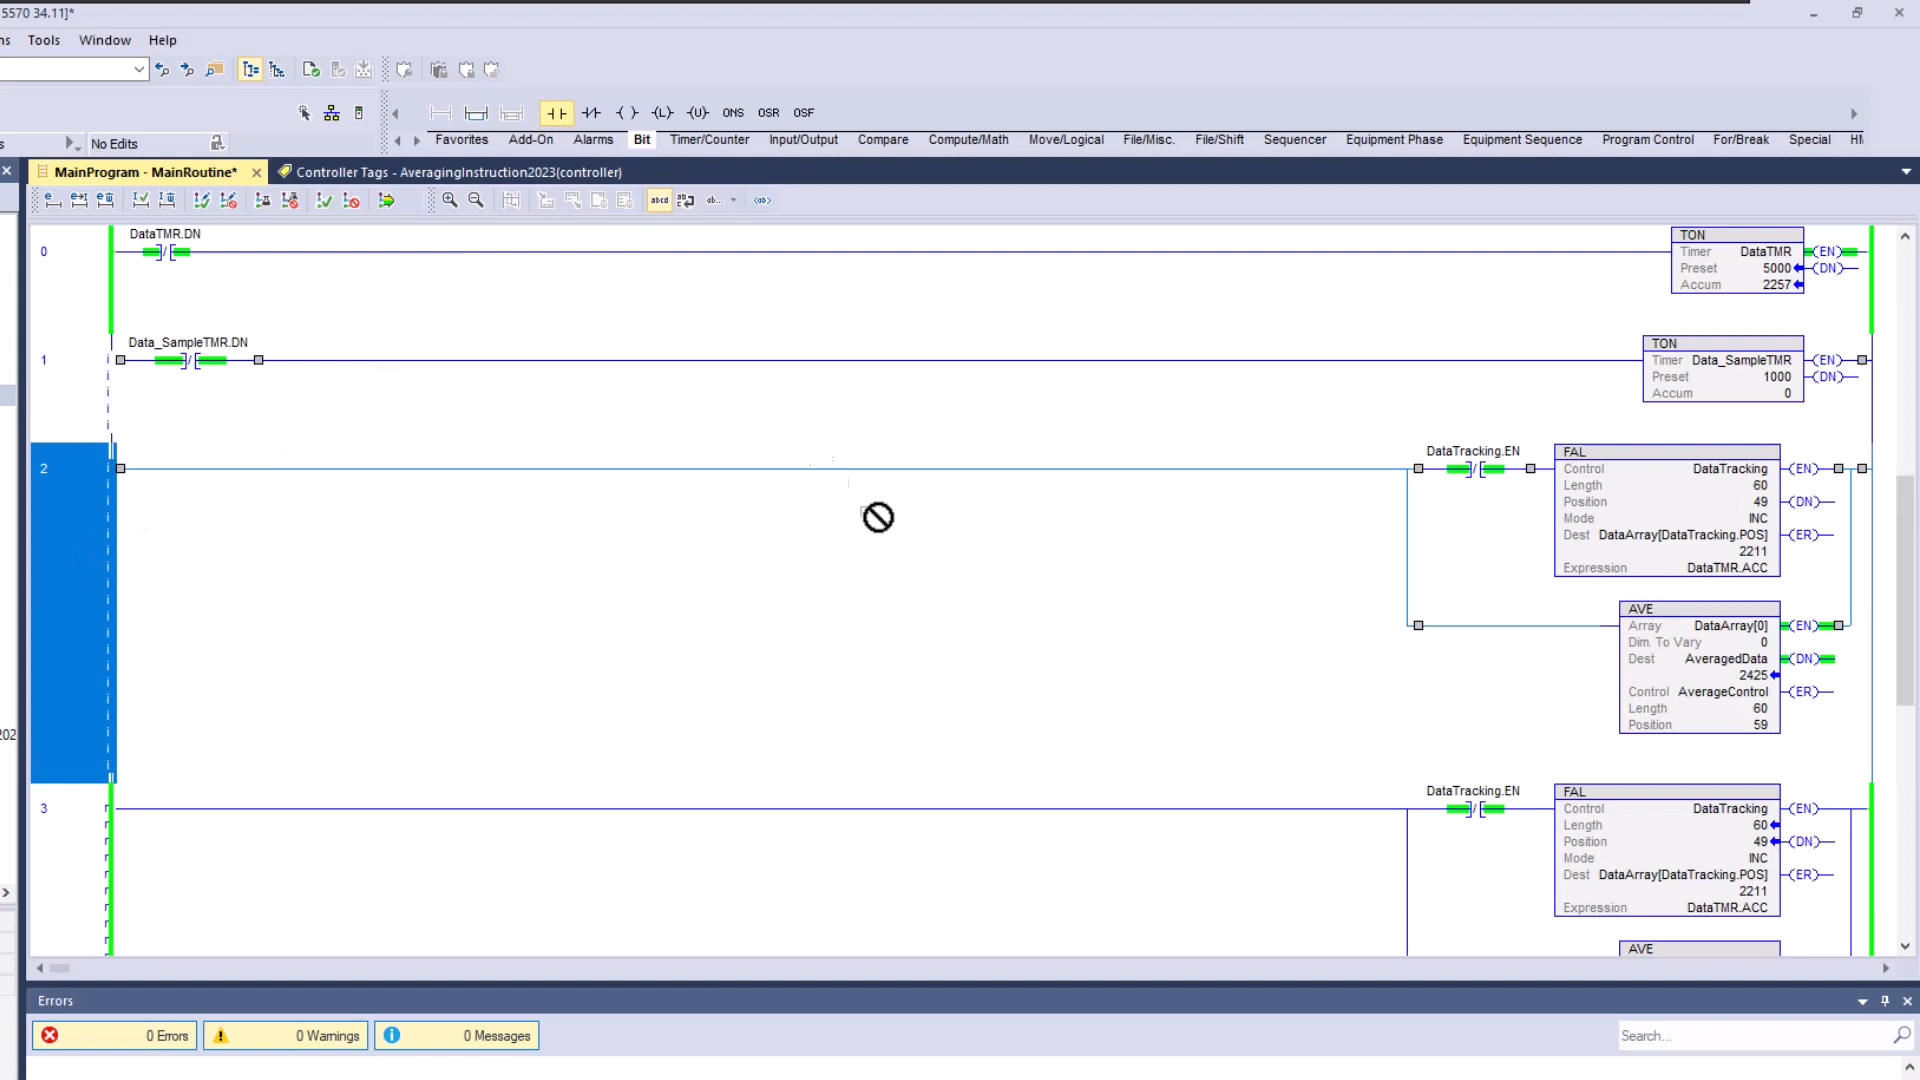 5570 34.11]*
ns Tools Window Help
ONS OSR OSF
s No Edits
Favorites Add-On Alarms Bit Timer/Counter Input/Output Compare Compute/Math Move/Logical File/Misc. File/Shift Sequencer Equipment Phase Equipment Sequence Program Control For/Break Special HI
MainProgram - MainRoutine* Controller Tags - AveragingInstruction2023(controller)
abcd ab ab... <ab>
0
DataTMR.DN
TON
Timer DataTMR
Preset 5000
Accum 2257
(EN)
(DN)
1
Data_SampleTMR.DN
TON
Timer Data_SampleTMR
Preset 1000
Accum 0
(EN)
(DN)
2
DataTracking.EN
FAL
Control DataTracking
Length 60
Position 49
Mode INC
Dest DataArray[DataTracking.POS]
2211
Expression DataTMR.ACC
(EN)
(DN)
(ER)
AVE
Array DataArray[0]
Dim. To Vary 0
Dest AveragedData
2425
Control AverageControl
Length 60
Position 59
(EN)
(DN)
(ER)
202
3
DataTracking.EN
FAL
Control DataTracking
Length 60
Position 49
Mode INC
Dest DataArray[DataTracking.POS]
2211
Expression DataTMR.ACC
(EN)
(DN)
(ER)
AVE
Errors
0 Errors 0 Warnings 0 Messages
Search...